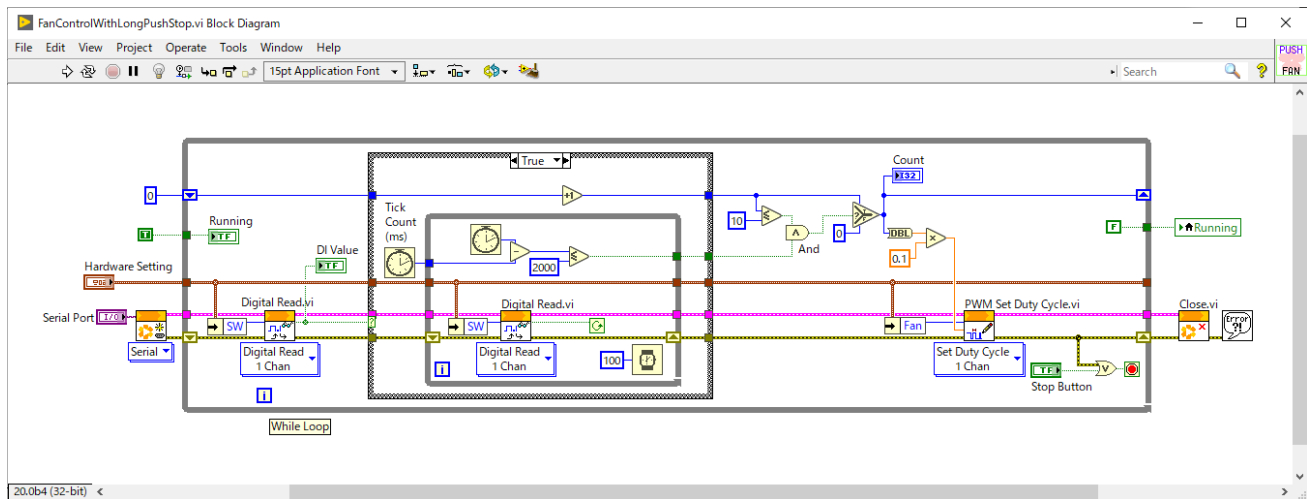 FanControlWithLongPushStop.vi Block Diagram
File Edit View Project Operate Tools Window Help
PUSH
FAN
15pt Application Font
Search
True
Count
I32
0
+1
Tick
Count
(ms)
10
And
0
Running
TF
T
DI Value
TF
2000
DBL
0.1
F
Running
Hardware Setting
Digital Read.vi
Digital Read.vi
PWM Set Duty Cycle.vi
Close.vi
Serial Port
I/O
SW
SW
Fan
Error
?!
Serial
Digital Read
1 Chan
Digital Read
1 Chan
100
Set Duty Cycle
1 Chan
TF
V
Stop Button
i
i
While Loop
20.0b4 (32-bit)